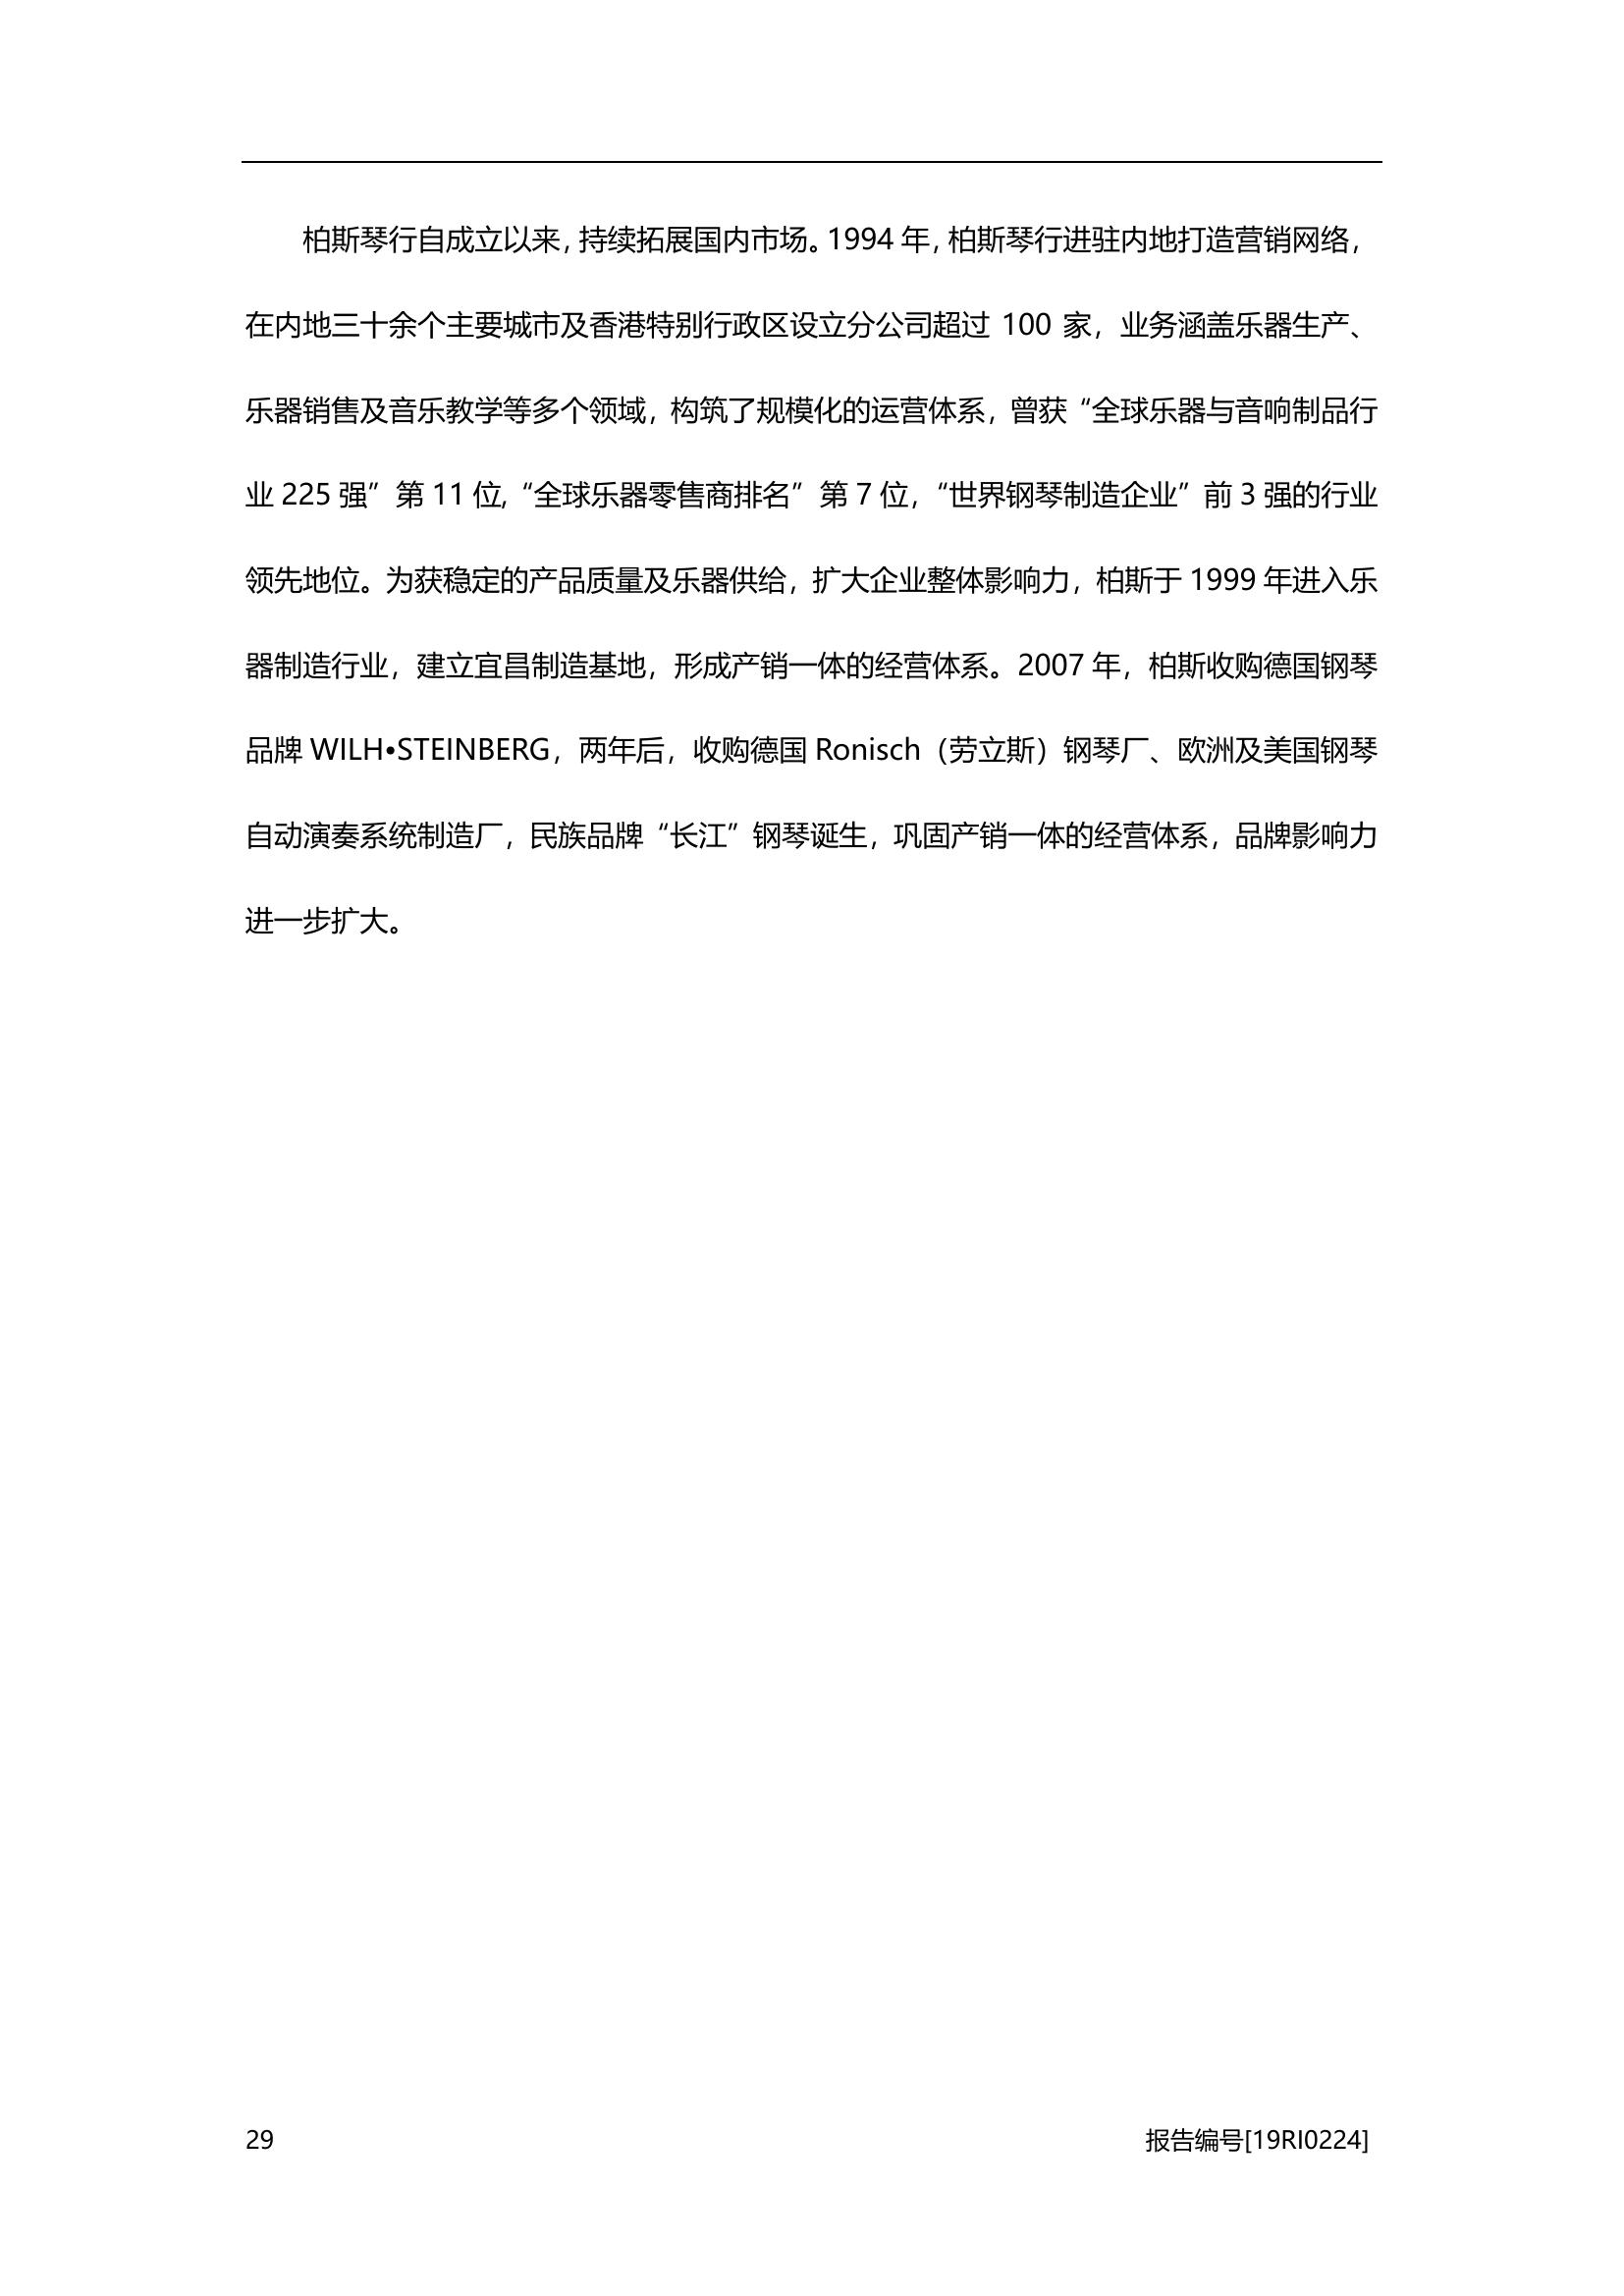 柏斯琴行自成立以来，持续拓展国内市场。1994 年，柏斯琴行进驻内地打造营销网络，
在内地三十余个主要城市及香港特别行政区设立分公司超过 100 家，业务涵盖乐器生产、
乐器销售及音乐教学等多个领域，构筑了规模化的运营体系，曾获“全球乐器与音响制品行
业 225 强”第 11 位，“全球乐器零售商排名”第 7 位，“世界钢琴制造企业”前 3 强的行业
领先地位。为获稳定的产品质量及乐器供给，扩大企业整体影响力，柏斯于 1999 年进入乐
器制造行业，建立宜昌制造基地，形成产销一体的经营体系。2007 年，柏斯收购德国钢琴
品牌 WILH•STEINBERG，两年后，收购德国 Ronisch（劳立斯）钢琴厂、欧洲及美国钢琴
自动演奏系统制造厂，民族品牌“长江”钢琴诞生，巩固产销一体的经营体系，品牌影响力
进一步扩大。
29 报告编号[19RI0224]